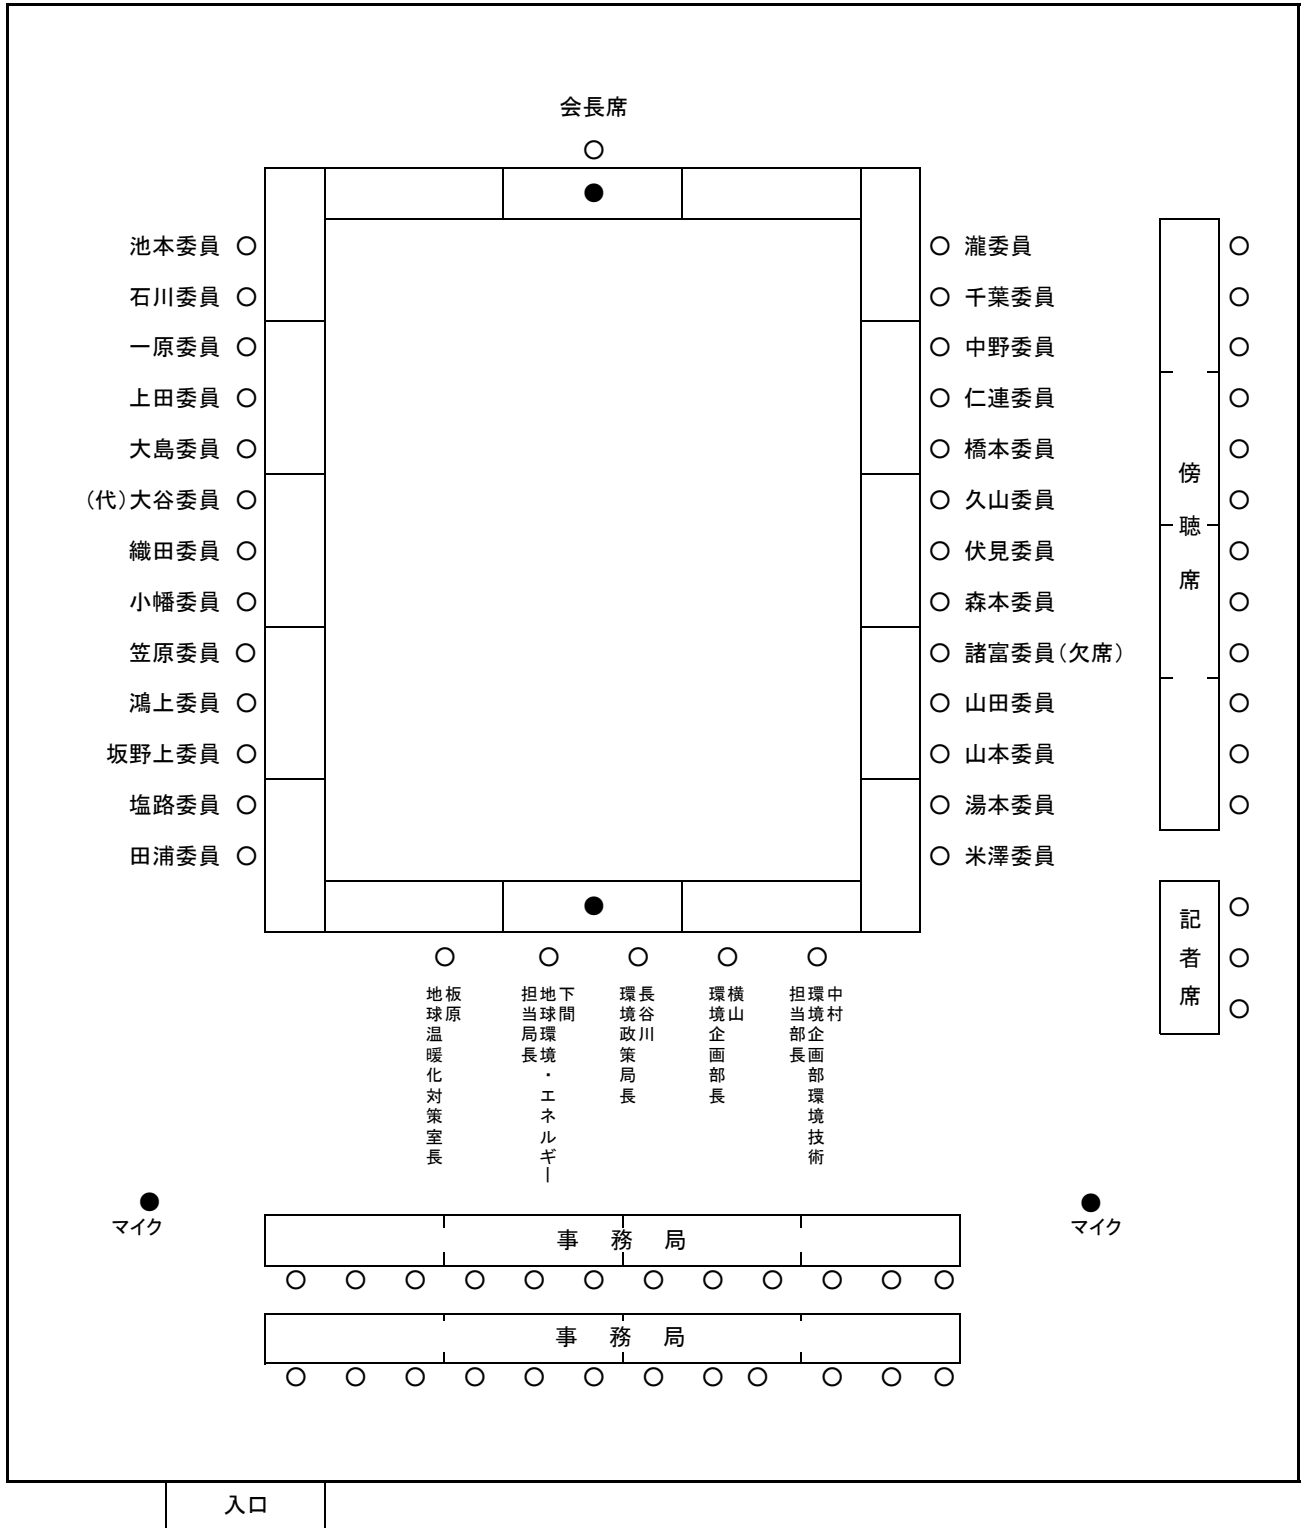 会長席
池本委員
石川委員
一原委員
上田委員
大島委員
(代)大谷委員
織田委員
小幡委員
笠原委員
鴻上委員
坂野上委員
塩路委員
田浦委員
瀧委員
千葉委員
中野委員
仁連委員
橋本委員
久山委員
伏見委員
森本委員
諸富委員(欠席)
山田委員
山本委員
湯本委員
米澤委員
傍聴席
記者席
中村
環境企画部環境技術
担当部長
横山
環境企画部長
長谷川
環境政策局長
下間
地球環境・エネルギー
担当局長
板原
地球温暖化対策室長
マイク
マイク
事務局
事務局
入口